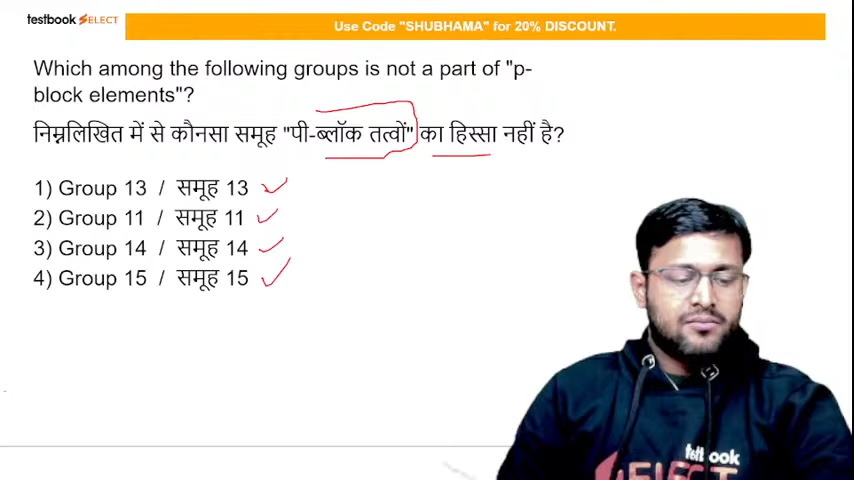 testbook SELECT
Use Code "SHUBHAMA" for 20% DISCOUNT.
Which among the following groups is not a part of "p-
block elements"?
निम्नलिखित में से कौनसा समूह "पी-ब्लॉक तत्वों" का हिस्सा नहीं है?
1) Group 13 / समूह 13
2) Group 11 / समूह 11
3) Group 14 / समूह 14
4) Group 15 / समूह 15
testbook
SELECT